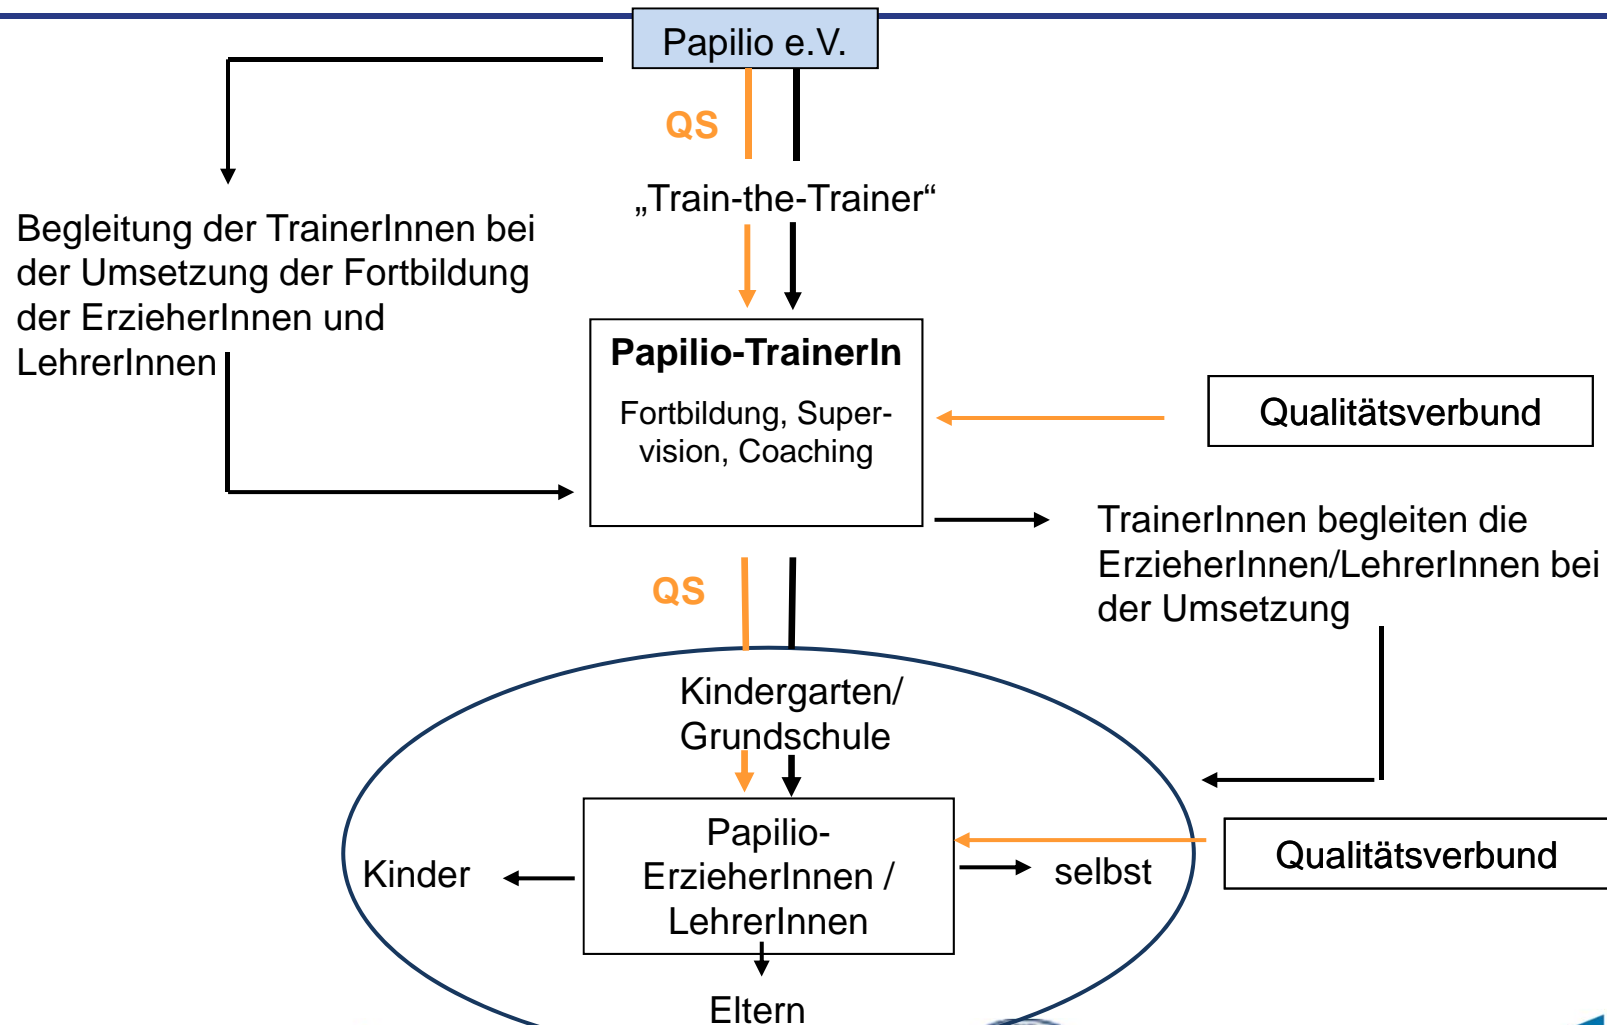 Papilio e.V.
QS
„Train-the-Trainer“
Begleitung der TrainerInnen bei
der Umsetzung der Fortbildung
der ErzieherInnen und
LehrerInnen
Papilio-TrainerIn
Fortbildung, Super-
vision, Coaching
Qualitätsverbund
TrainerInnen begleiten die
ErzieherInnen/LehrerInnen bei
der Umsetzung
QS
Kindergarten/
Grundschule
Papilio-
ErzieherInnen /
LehrerInnen
Kinder
selbst
Qualitätsverbund
Eltern